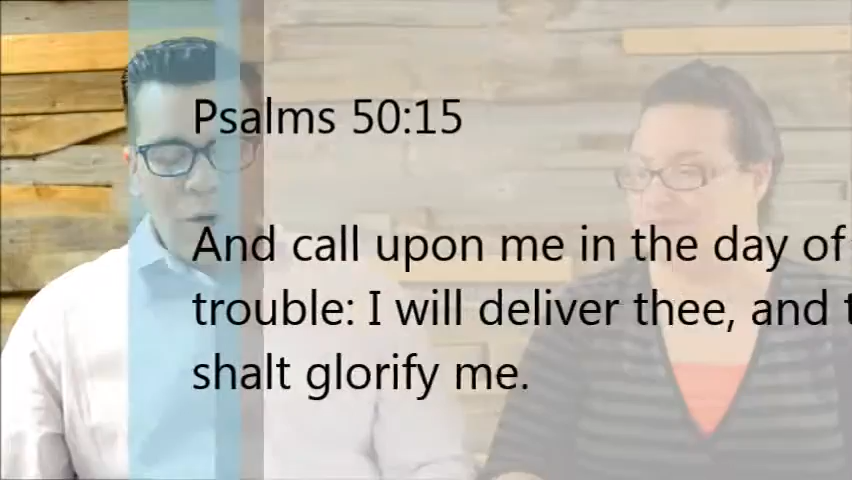 Psalms 50:15
And call upon me in the day of
trouble: I will deliver thee, and
shalt glorify me.